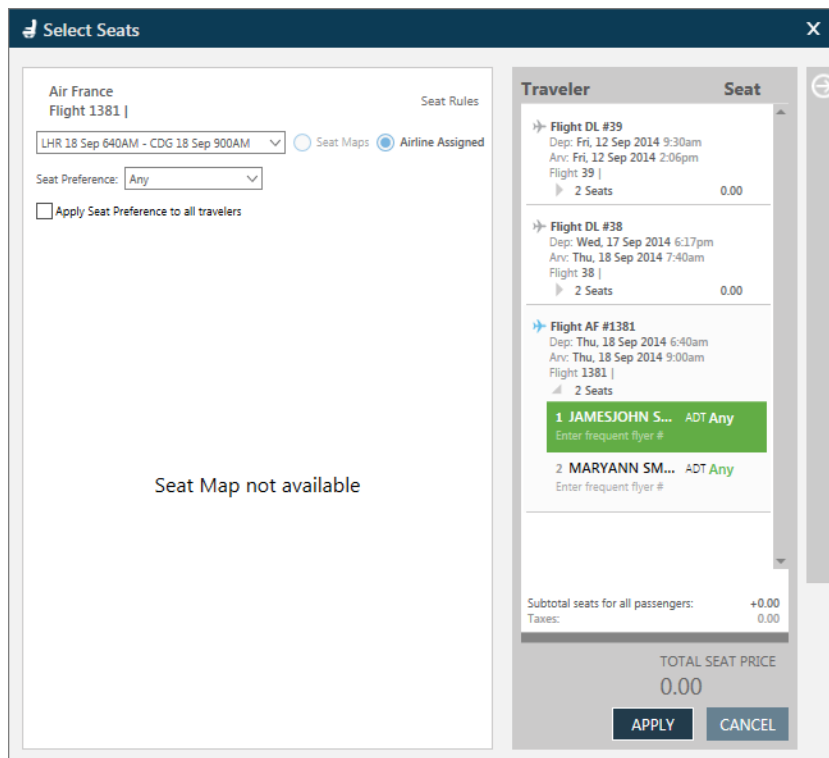 Select Seats X
Air France
Flight 1381 |
Seat Rules
LHR 18 Sep 640AM - CDG 18 Sep 900AM Seat Maps Airline Assigned
Seat Preference: Any
Apply Seat Preference to all travelers
Seat Map not available
Traveler Seat
Flight DL #39
Dep: Fri, 12 Sep 2014 9:30am
Arv: Fri, 12 Sep 2014 2:06pm
Flight 39 |
2 Seats 0.00
Flight DL #38
Dep: Wed, 17 Sep 2014 6:17pm
Arv: Thu, 18 Sep 2014 7:40am
Flight 38 |
2 Seats 0.00
Flight AF #1381
Dep: Thu, 18 Sep 2014 6:40am
Arv: Thu, 18 Sep 2014 9:00am
Flight 1381 |
2 Seats
1 JAMESJOHN S... ADT Any
Enter frequent flyer #
2 MARYANN SM... ADT Any
Enter frequent flyer #
Subtotal seats for all passengers: +0.00
Taxes: 0.00
TOTAL SEAT PRICE
0.00
APPLY CANCEL